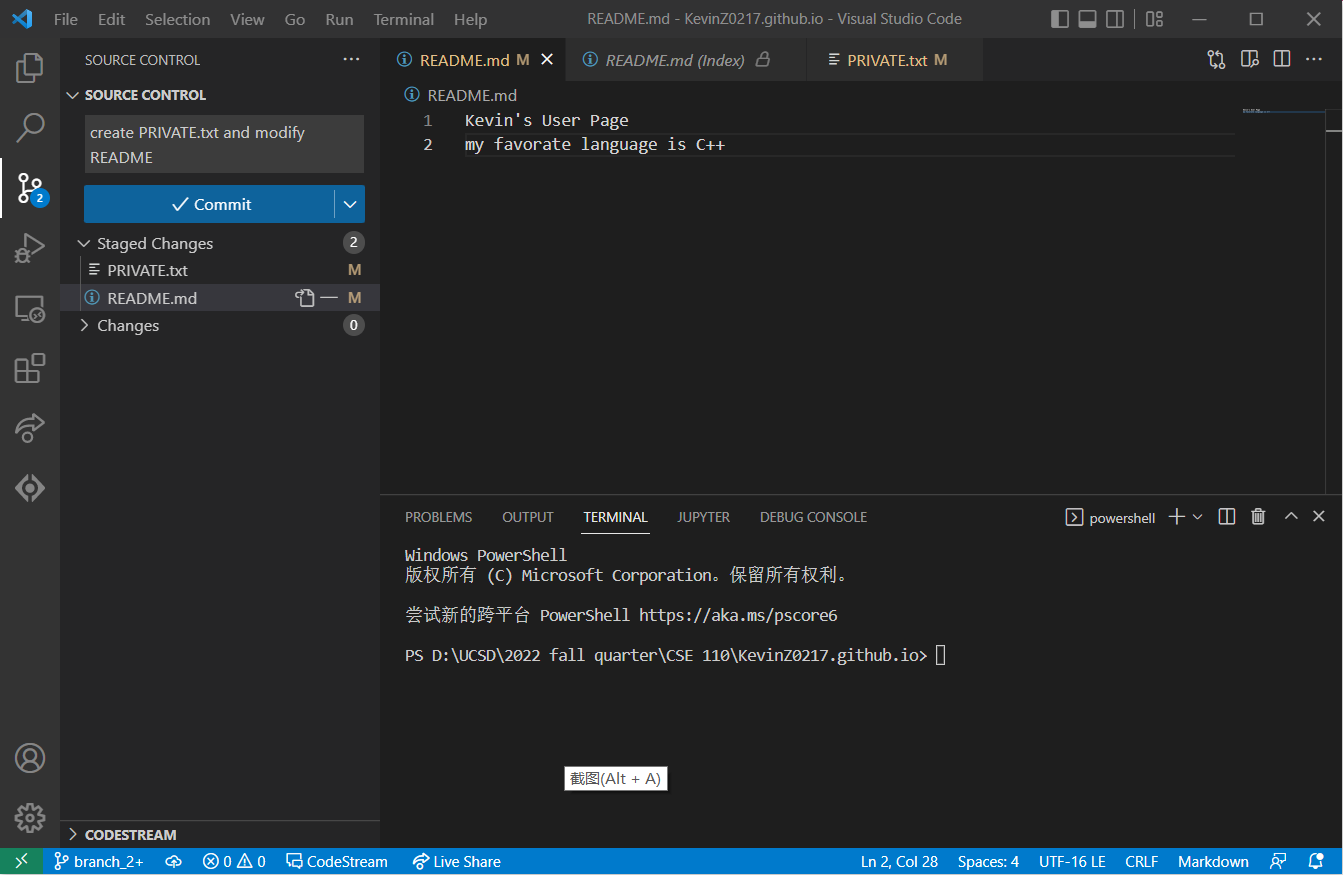 File Edit Selection View Go Run Terminal Help README.md - KevinZ0217.github.io - Visual Studio Code
SOURCE CONTROL
SOURCE CONTROL
create PRIVATE.txt and modify
README
Commit
Staged Changes 2
PRIVATE.txt M
README.md M
Changes 0
2
README.md M README.md (Index) PRIVATE.txt M
README.md
1 Kevin's User Page
2 my favorate language is C++
PROBLEMS OUTPUT TERMINAL JUPYTER DEBUG CONSOLE powershell
Windows PowerShell
版权所有 (C) Microsoft Corporation。保留所有权利。
尝试新的跨平台 PowerShell https://aka.ms/pscore6
PS D:\UCSD\2022 fall quarter\CSE 110\KevinZ0217.github.io>
截图(Alt + A)
CODESTREAM
branch_2+ 0 0 CodeStream Live Share Ln 2, Col 28 Spaces: 4 UTF-16 LE CRLF Markdown